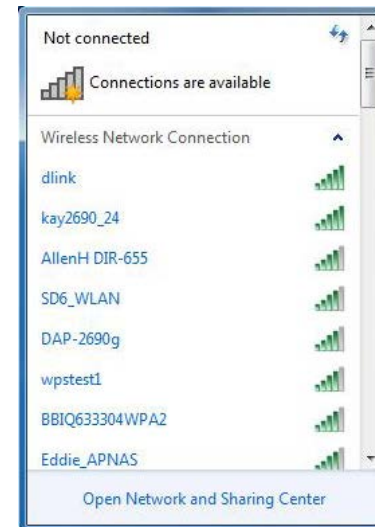 Not connected
Connections are available
Wireless Network Connection
dlink
kay2690_24
AllenH DIR-655
SD6_WLAN
DAP-2690g
wpstest1
BBIQ633304WPA2
Eddie_APNAS
Open Network and Sharing Center